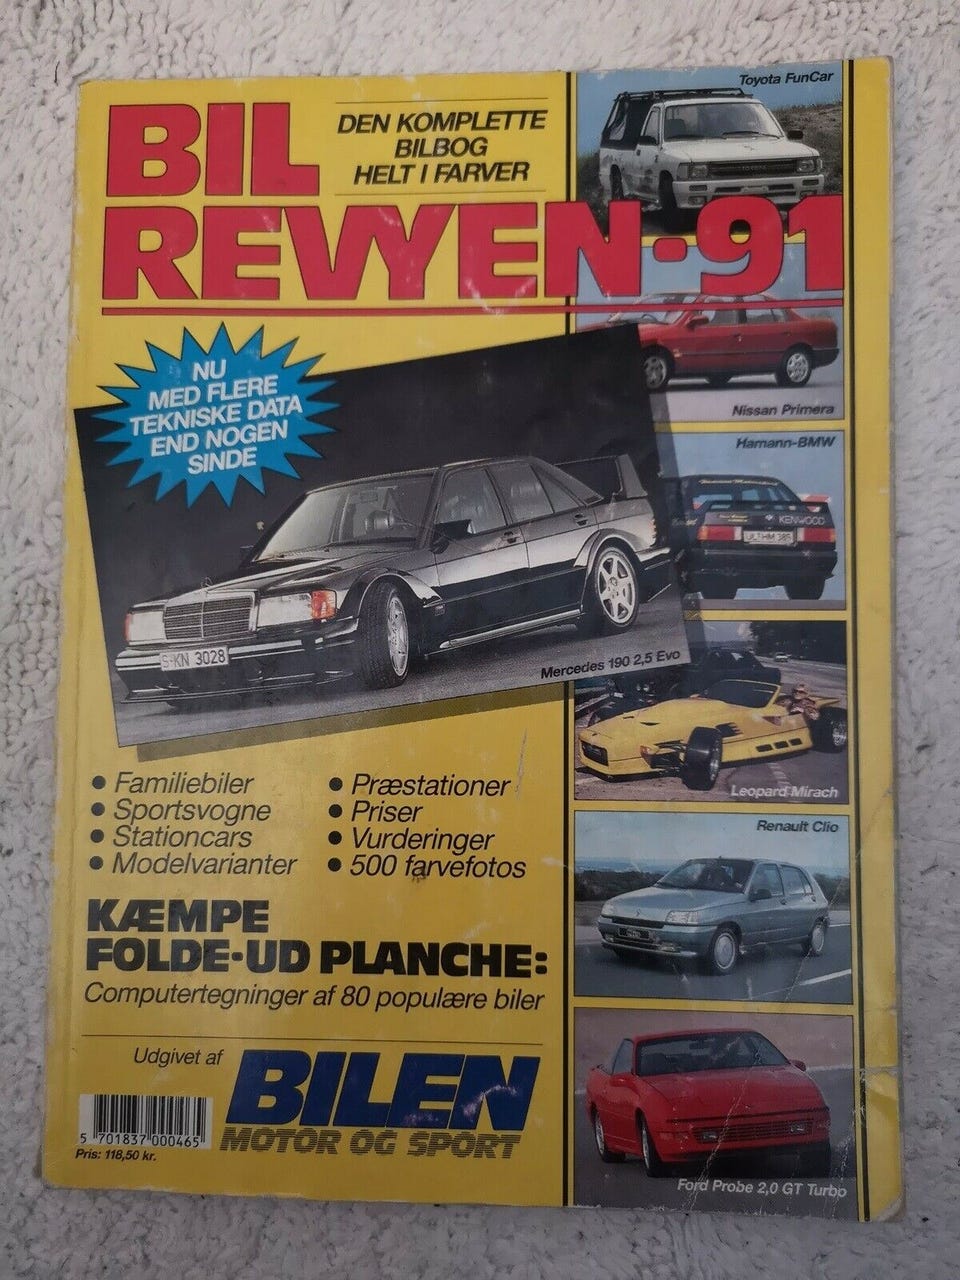 BIL
REVYEN-91
DEN KOMPLETTE
BILBOG
HELT I FARVER
Toyota FunCar
NU
MED FLERE
TEKNISKE DATA
END NOGEN
SINDE
Nissan Primera
Hamann-BMW
KENWOOD
S-KN 3028
Mercedes 190 2,5 Evo
Leopard Mirach
Renault Clio
• Familiebiler
• Sportsvogne
• Stationcars
• Modelvarianter
• Præstationer
• Priser
• Vurderinger
• 500 farvefotos
KÆMPE
FOLDE-UD PLANCHE:
Computertegninger af 80 populære biler
Udgivet af
BILEN
MOTOR OG SPORT
5 701837 000465
Pris: 118,50 kr.
Ford Probe 2,0 GT Turbo